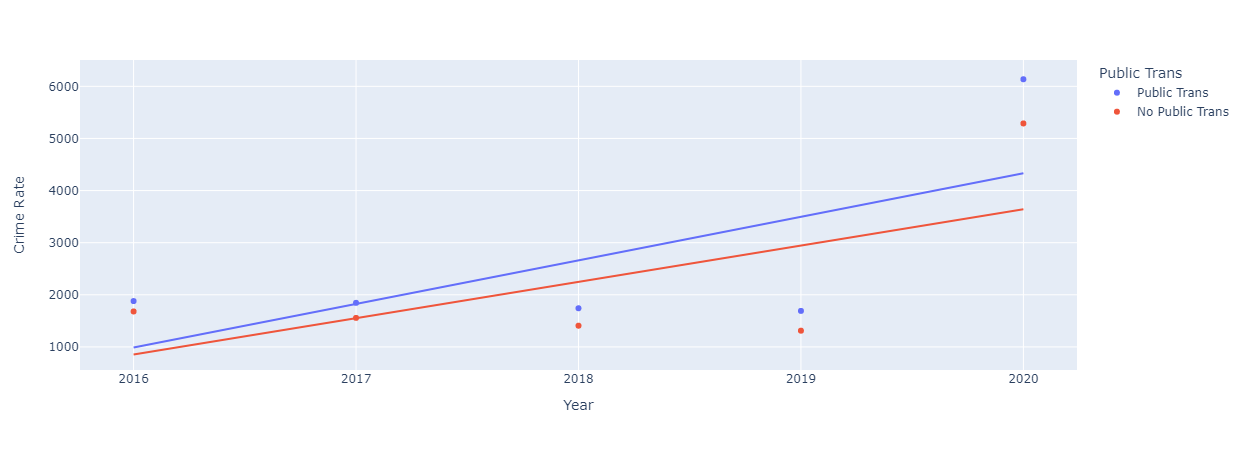 Public Trans
Public Trans
No Public Trans
6000
5000
4000
3000
2000
1000
Crime Rate
2016 2017 2018 2019 2020
Year